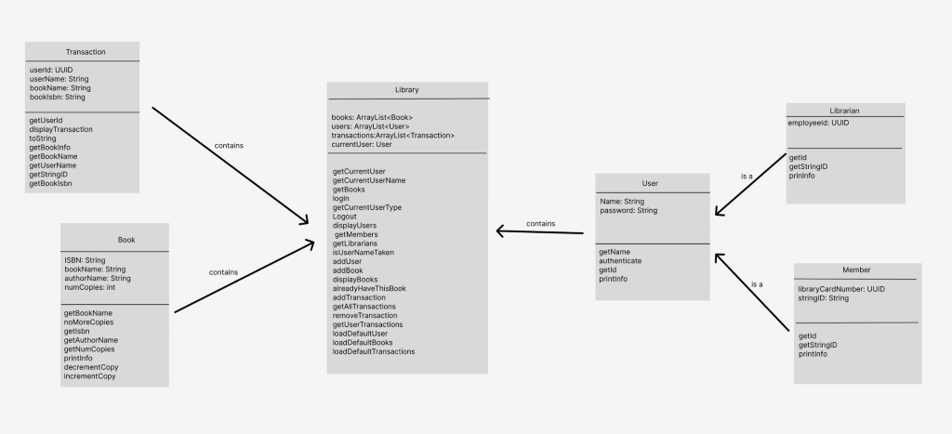 Transaction
userId: UUID
userName: String
bookName: String
bookIsbn: String
getUserId
displayTransaction
toString
getBookInfo
getBookName
getUserName
getStringID
getBookIsbn
contains
Book
ISBN: String
bookName: String
authorName: String
numCopies: int
getBookName
noMoreCopies
getIsbn
getAuthorName
getNumCopies
printInfo
decrementCopy
incrementCopy
contains
Library
books: ArrayList<Book>
users: ArrayList<User>
transactions:ArrayList<Transaction>
currentUser: User
getCurrentUser
getCurrentUserName
getBooks
login
getCurrentUserType
Logout
displayUsers
getMembers
getLibrarians
isUserNameTaken
addUser
addBook
displayBooks
alreadyHaveThisBook
addTransaction
getAllTransactions
removeTransaction
getUserTransactions
loadDefaultUser
loadDefaultBooks
loadDefaultTransactions
contains
User
Name: String
password: String
getName
authenticate
getId
printInfo
is a
Librarian
employeeId: UUID
getId
getStringID
prinInfo
is a
Member
libraryCardNumber: UUID
stringID: String
getId
getStringID
printInfo